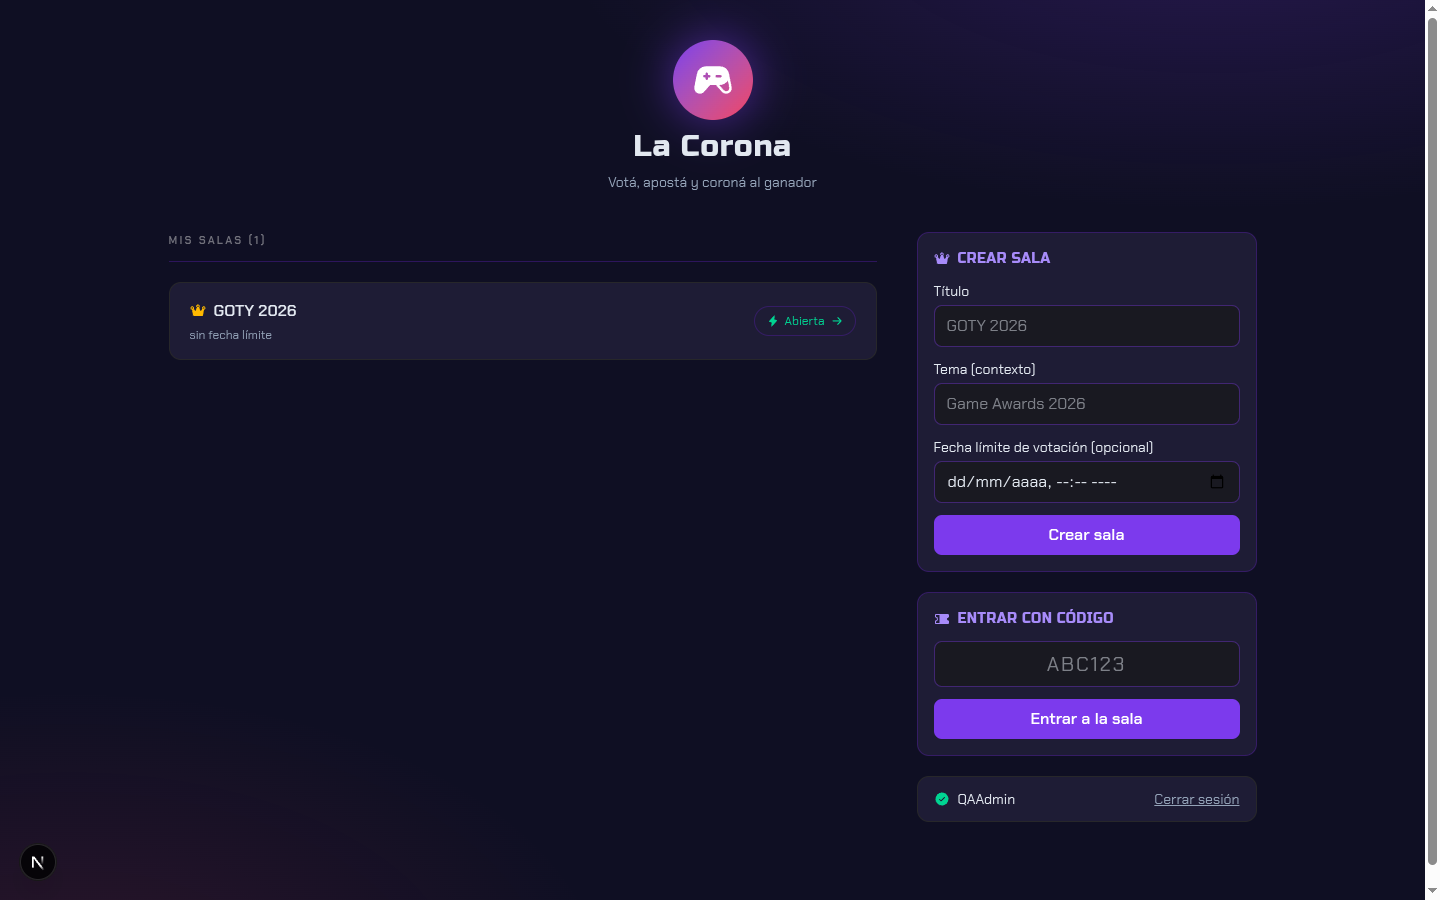 La Corona
Votá, apostá y coroná al ganador
MIS SALAS (1)
GOTY 2026
sin fecha límite
Abierta →
CREAR SALA
Título
GOTY 2026
Tema (contexto)
Game Awards 2026
Fecha límite de votación (opcional)
dd/mm/aaaa, --:-- ----
Crear sala
ENTRAR CON CÓDIGO
ABC123
Entrar a la sala
QAAdmin
Cerrar sesión
N